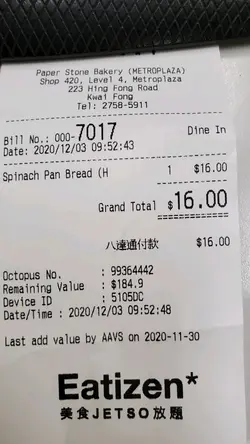 Paper Stone Bakery (METROPLAZA)
Shop 420, Level 4, Metroplaza
223 Hing Fong Road
Kwai Fong
Tel: 2758-5911
Bill No.: 000-7017 Dine In
Date: 2020/12/03 09:52:43
Spinach Pan Bread (H 1 $16.00
Grand Total $16.00
八達通付款 $16.00
Octopus No. : 99364442
Remaining Value : $184.9
Device ID : 5105DC
Date/Time : 2020/12/03 09:52:48
Last add value by AAVS on 2020-11-30
Eatizen*
美食JETSO放題